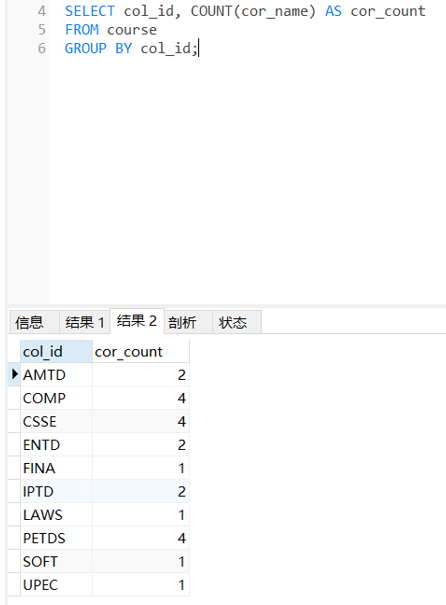 4 SELECT col_id, COUNT(cor_name) AS cor_count
5 FROM course
6 GROUP BY col_id;
信息 结果 1 结果 2 剖析 状态
col_id cor_count
AMTD 2
COMP 4
CSSE 4
ENTD 2
FINA 1
IPTD 2
LAWS 1
PETDS 4
SOFT 1
UPEC 1